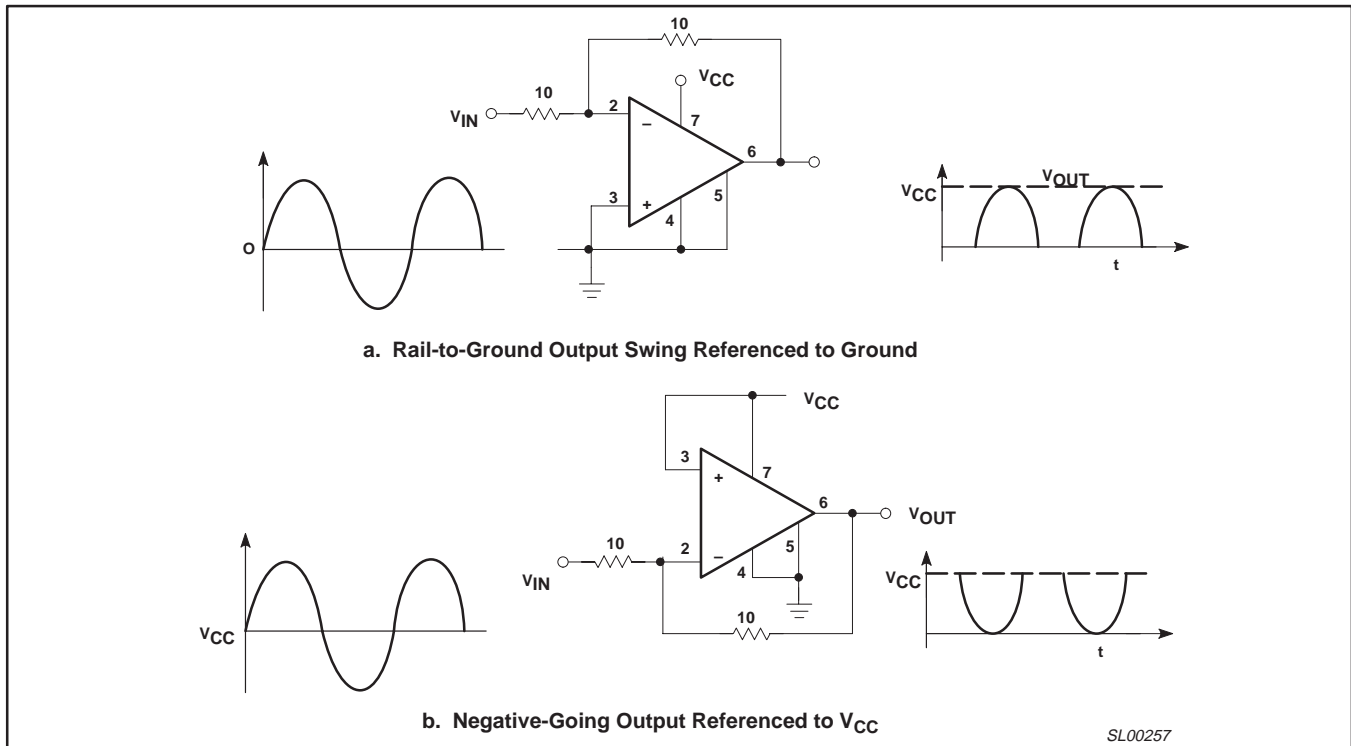 10
VCC
10
VIN
2
–
7
6
3
+
4
5
O
VCC
VOUT
t
a. Rail-to-Ground Output Swing Referenced to Ground
VCC
3
+
7
6
VOUT
10
VIN
2
–
4
5
10
VCC
VCC
t
b. Negative-Going Output Referenced to VCC
SL00257